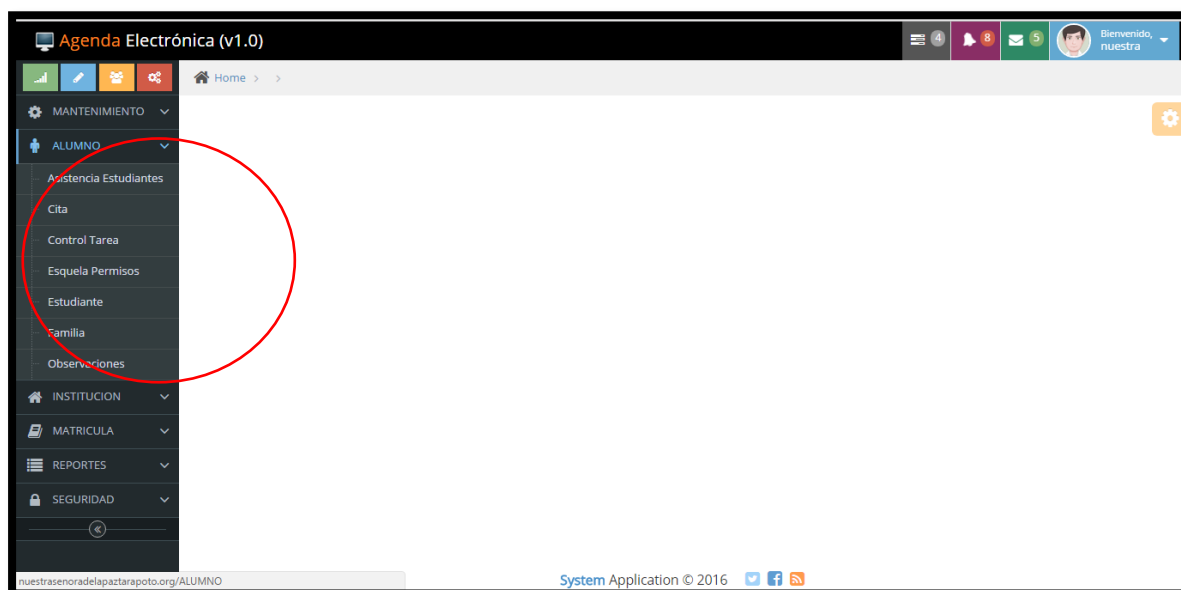 Agenda Electrónica (v1.0)
4
8
5
Bienvenido,
nuestra
Home > >
MANTENIMIENTO
ALUMNO
Asistencia Estudiantes
Cita
Control Tarea
Esquela Permisos
Estudiante
Familia
Observaciones
INSTITUCION
MATRICULA
REPORTES
SEGURIDAD
nuestrasenoradelapaztarapoto.org/ALUMNO
System Application © 2016